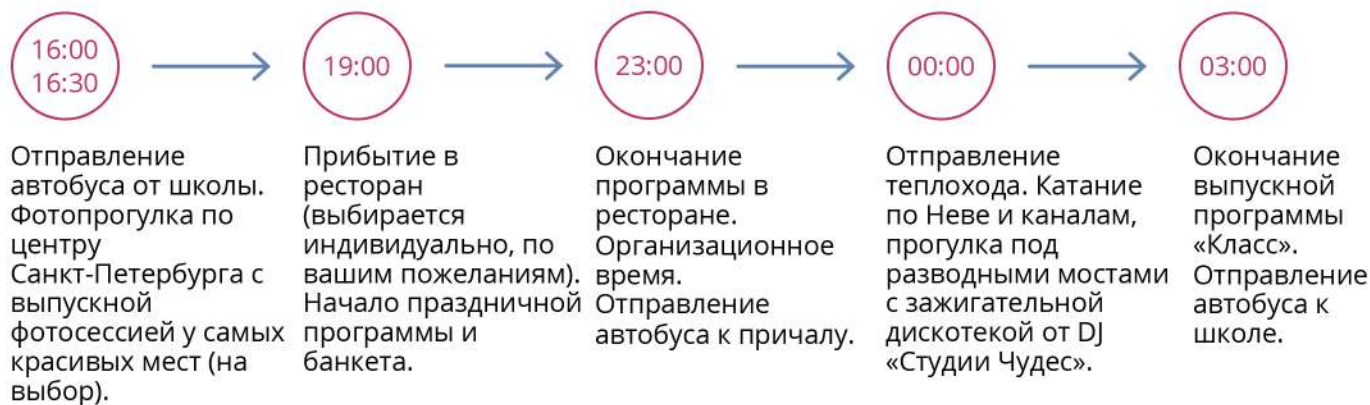 16:00
16:30
19:00
23:00
00:00
03:00
Отправление
автобуса от школы.
Фотопрогулка по
центру
Санкт-Петербурга с
выпускной
фотосессией у самых
красивых мест (на
выбор).
Прибытие в
ресторан
(выбирается
индивидуально, по
вашим пожеланиям).
Начало праздничной
программы и
банкета.
Окончание
программы в
ресторане.
Организационное
время.
Отправление
автобуса к причалу.
Отправление
теплохода. Катание
по Неве и каналам,
прогулка под
разводными мостами
с зажигательной
дискотекой от DJ
«Студии Чудес».
Окончание
выпускной
программы
«Класс».
Отправление
автобуса к
школе.